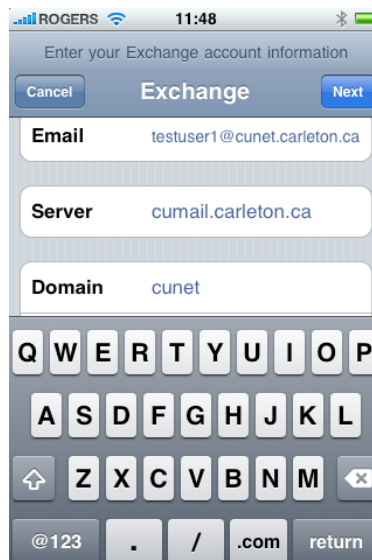 ROGERS 11:48
Enter your Exchange account information
Cancel Exchange Next
Email testuser1@cunet.carleton.ca
Server cumail.carleton.ca
Domain cunet
Q W E R T Y U I O P
A S D F G H J K L
Z X C V B N M
@123 . / .com return